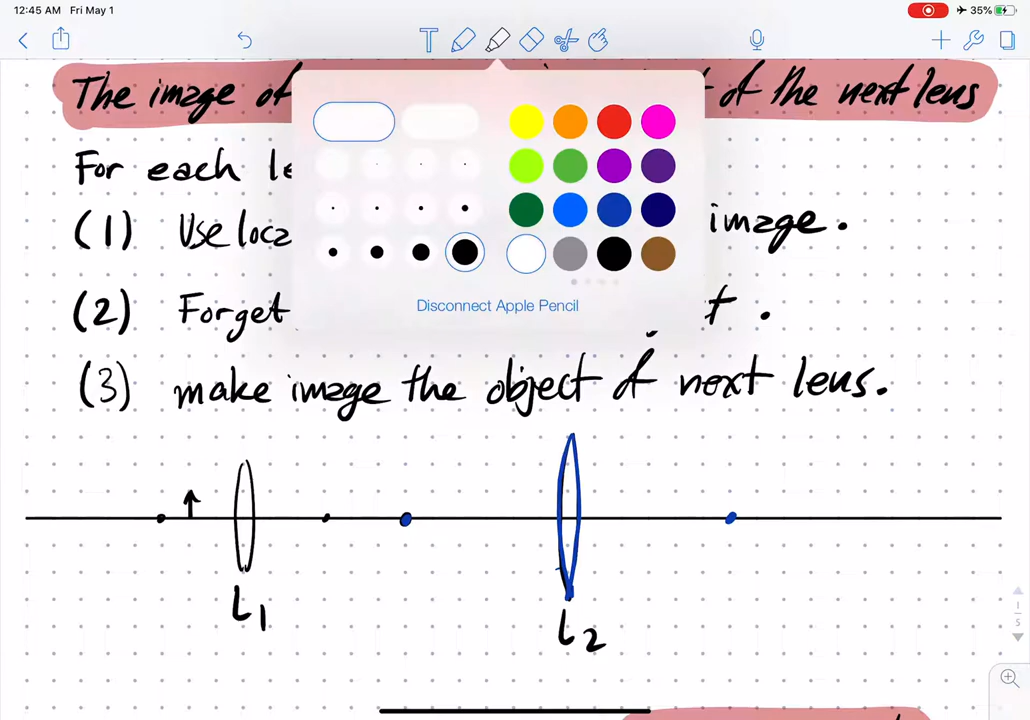 12:45 AM Fri May 1
35%
The image of of the next lens
For each le
(1) Use loca image.
(2) Forget t.
(3) make image the object of next lens.
Disconnect Apple Pencil
L1
L2